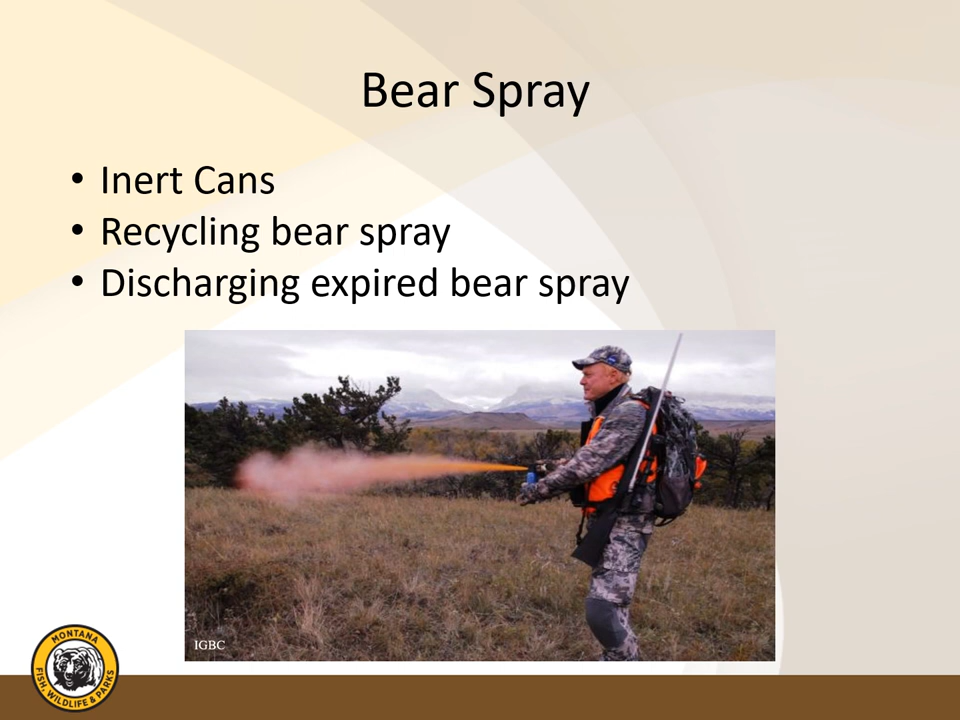 Bear Spray
• Inert Cans
• Recycling bear spray
• Discharging expired bear spray
IGBC
MONTANA
FISH, WILDLIFE & PARKS